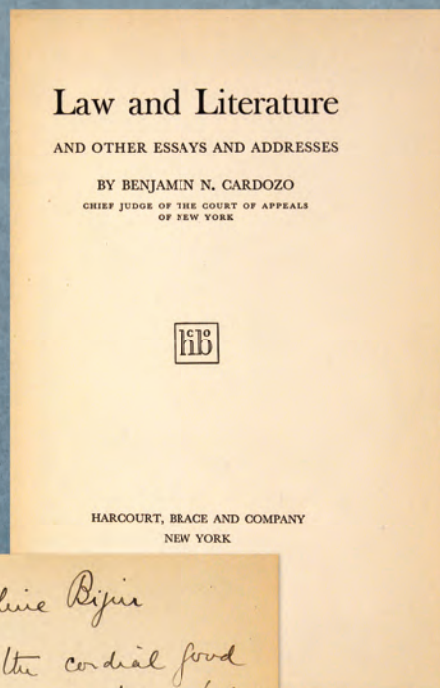 Law and Literature
AND OTHER ESSAYS AND ADDRESSES
BY BENJAMIN N. CARDOZO
CHIEF JUDGE OF THE COURT OF APPEALS
OF NEW YORK
hcbo
HARCOURT, BRACE AND COMPANY
NEW YORK
the cordial good